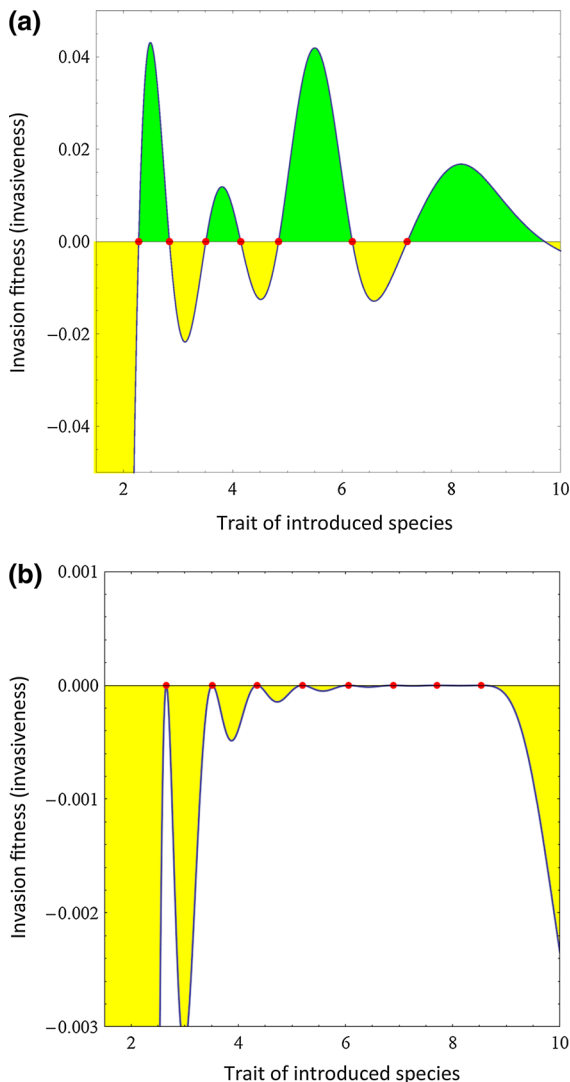 (a)
0.04
0.02
0.00
−0.02
−0.04
Invasion fitness (invasiveness)
2 4 6 8 10
Trait of introduced species
(b)
0.001
0.000
−0.001
−0.002
−0.003
Invasion fitness (invasiveness)
2 4 6 8 10
Trait of introduced species